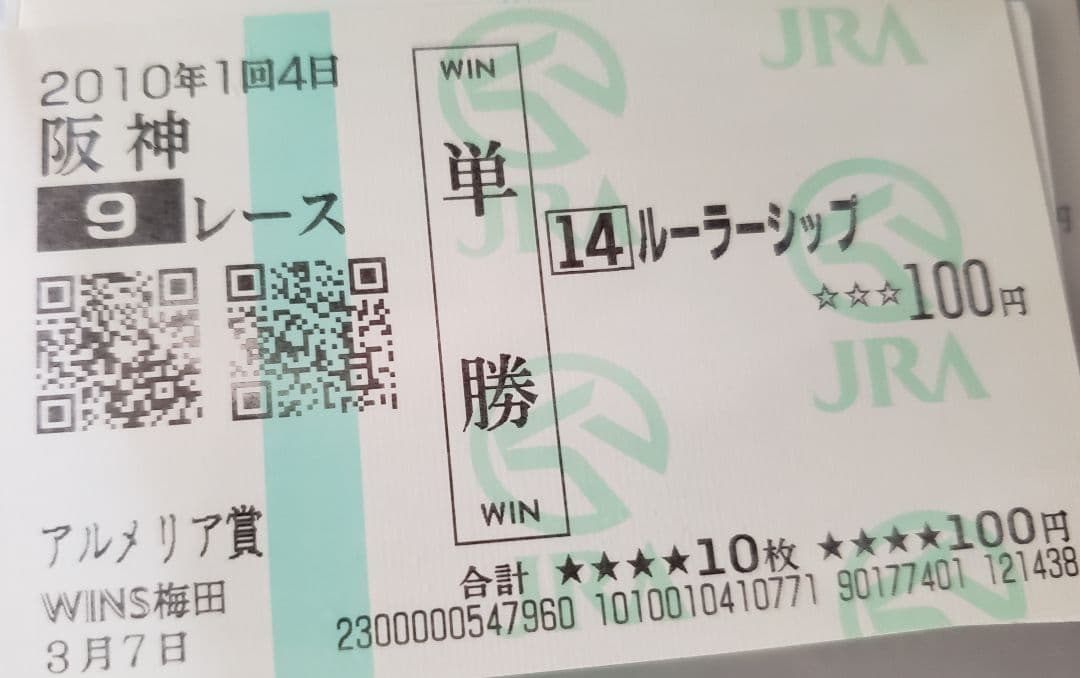 2010年1回4日
阪神
9レース
アルメリア賞
WINS梅田
3月7日
WIN
単勝
WIN
14 ルーラーシップ
☆☆☆100円
合計 ★★★★10枚 ★★★★100円
2300000547960 1010010410771 90177401 121438
JRA
JRA
JRA